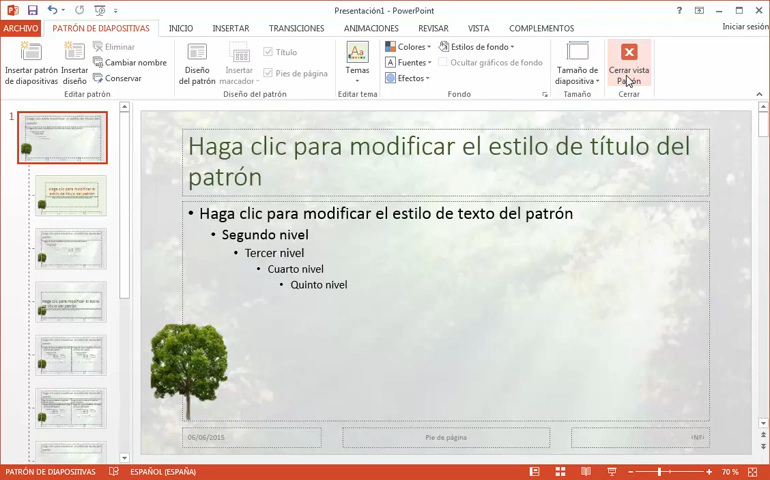 Presentación1 - PowerPoint
Iniciar sesión
ARCHIVO PATRÓN DE DIAPOSITIVAS INICIO INSERTAR TRANSICIONES ANIMACIONES REVISAR VISTA COMPLEMENTOS
Insertar patrón de diapositivas
Insertar diseño
Eliminar
Cambiar nombre
Conservar
Editar patrón
Diseño del patrón
Insertar marcador
Título
Pies de página
Diseño del patrón
Temas
Editar tema
Colores
Fuentes
Efectos
Estilos de fondo
Ocultar gráficos de fondo
Fondo
Tamaño de diapositiva
Tamaño
Cerrar vista Patrón
Cerrar
1
Haga clic para modificar el estilo de título del
patrón
• Haga clic para modificar el estilo de texto del patrón
• Segundo nivel
• Tercer nivel
• Cuarto nivel
• Quinto nivel
06/06/2015 Pie de página ‹Nº›
PATRÓN DE DIAPOSITIVAS ESPAÑOL (ESPAÑA) 70 %